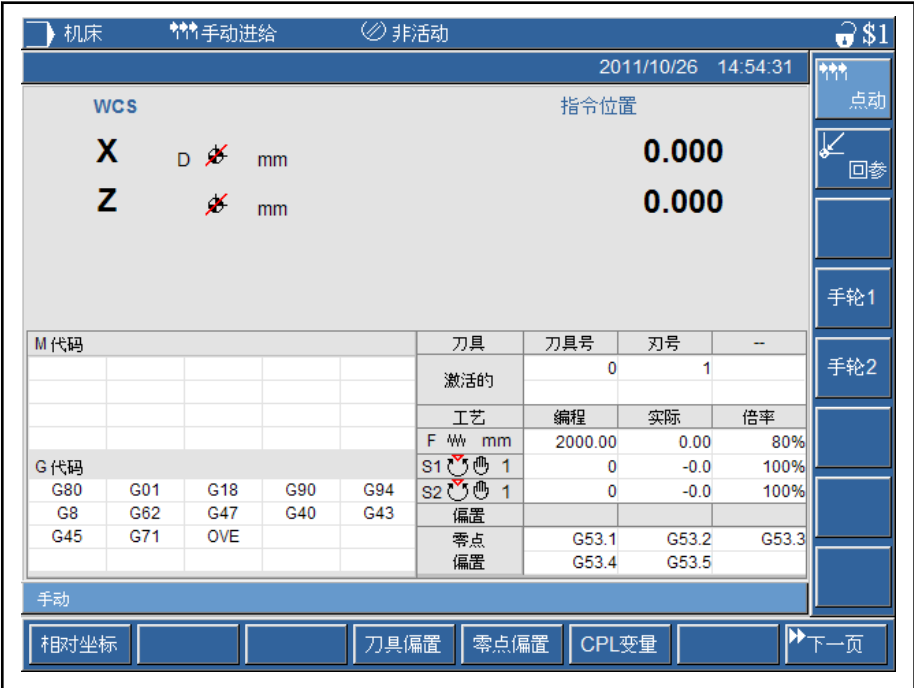 机床 手动进给 非活动 $1
2011/10/26 14:54:31
点动
WCS 指令位置
X D mm 0.000
回参
Z mm 0.000
手轮1
M代码 刀具 刀具号 刃号 --
手轮2
激活的 0 1
工艺 编程 实际 倍率
F mm 2000.00 0.00 80%
G代码 S1 1 0 -0.0 100%
G80 G01 G18 G90 G94 S2 1 0 -0.0 100%
G8 G62 G47 G40 G43 偏置
G45 G71 OVE 零点 G53.1 G53.2 G53.3
偏置 G53.4 G53.5
手动
相对坐标 刀具偏置 零点偏置 CPL变量 下一页